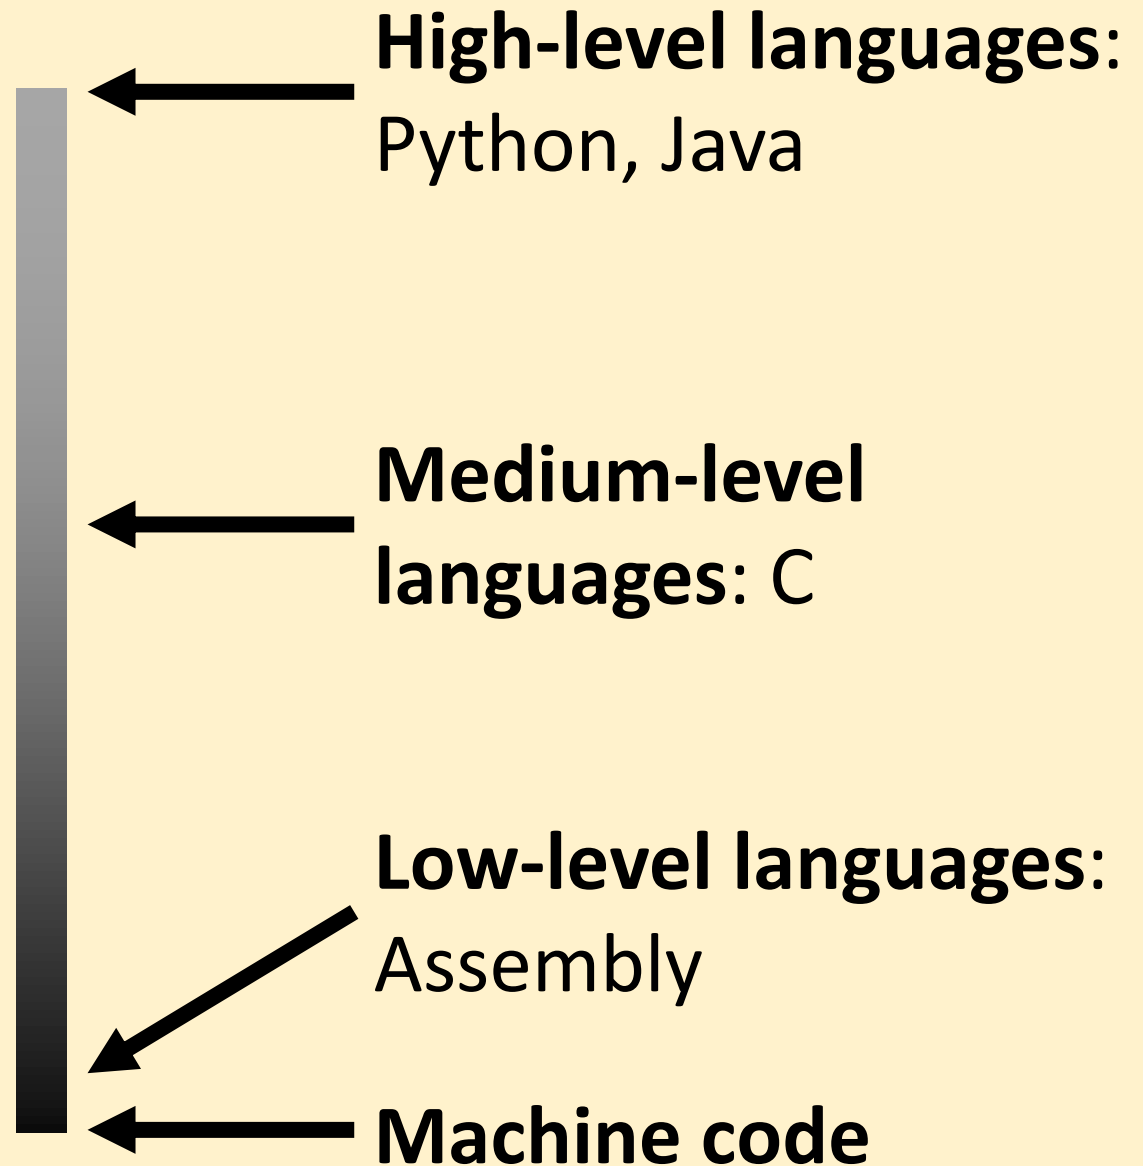 High-level languages:
Python, Java
Medium-level
languages: C
Low-level languages:
Assembly
Machine code